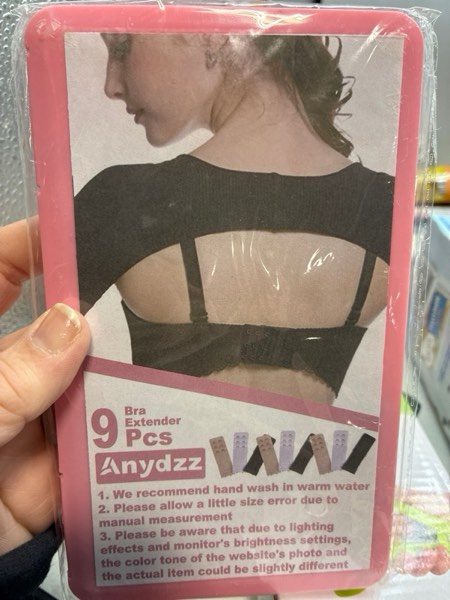 9 Bra
Extender
Pcs
Anydzz
1. We recommend hand wash in warm water
2. Please allow a little size error due to
manual measurement
3. Please be aware that due to lighting
effects and monitor's brightness settings,
the color tone of the website's photo and
the actual item could be slightly different